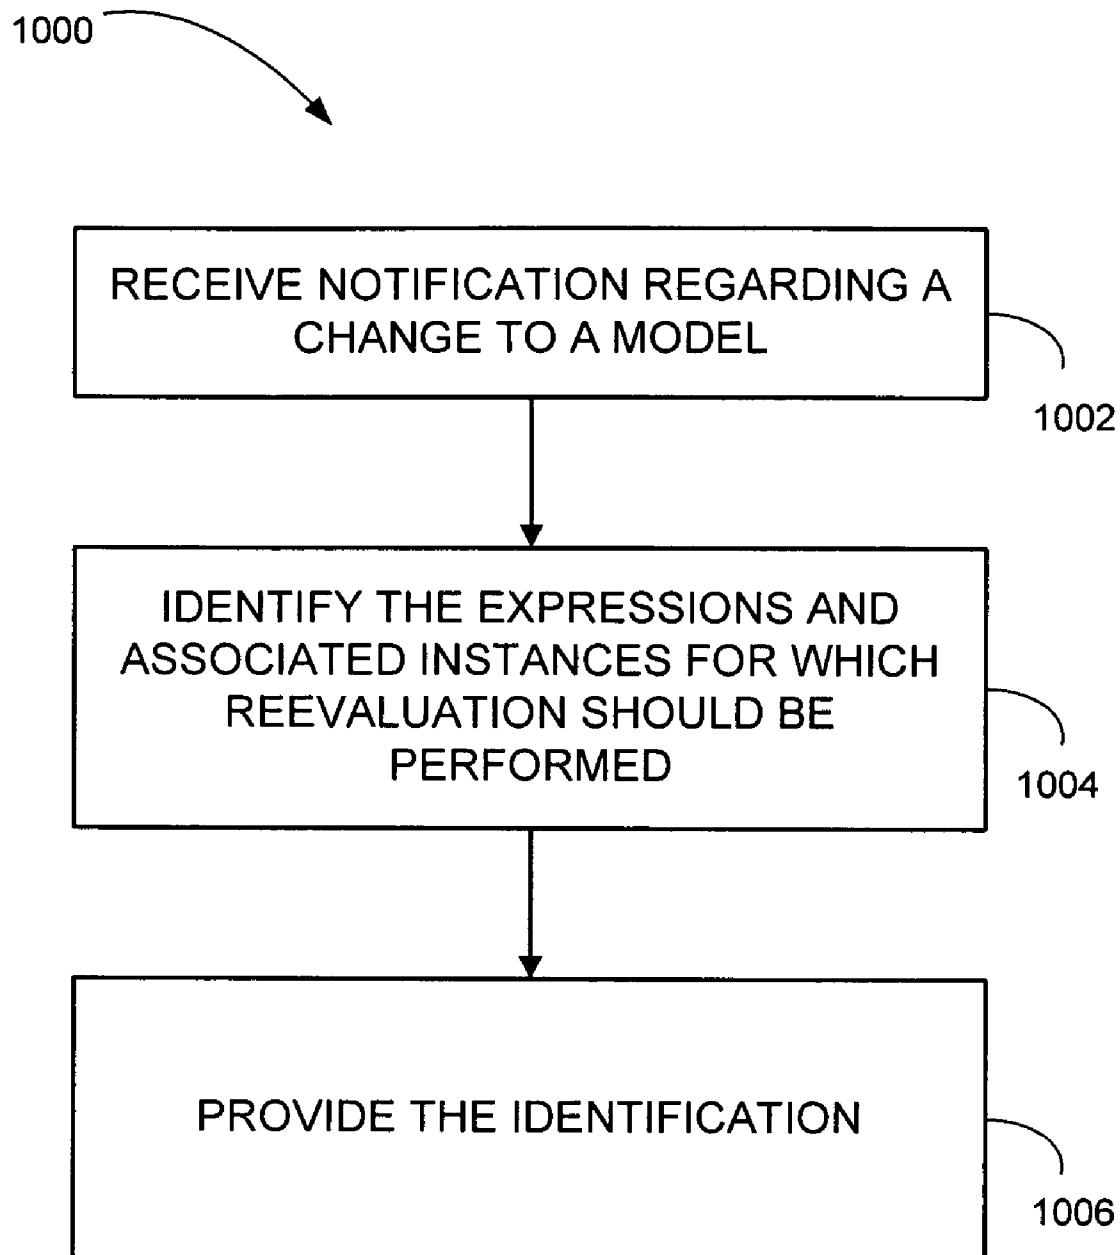 1000
RECEIVE NOTIFICATION REGARDING A
CHANGE TO A MODEL
1002
IDENTIFY THE EXPRESSIONS AND
ASSOCIATED INSTANCES FOR WHICH
REEVALUATION SHOULD BE
PERFORMED
1004
PROVIDE THE IDENTIFICATION
1006